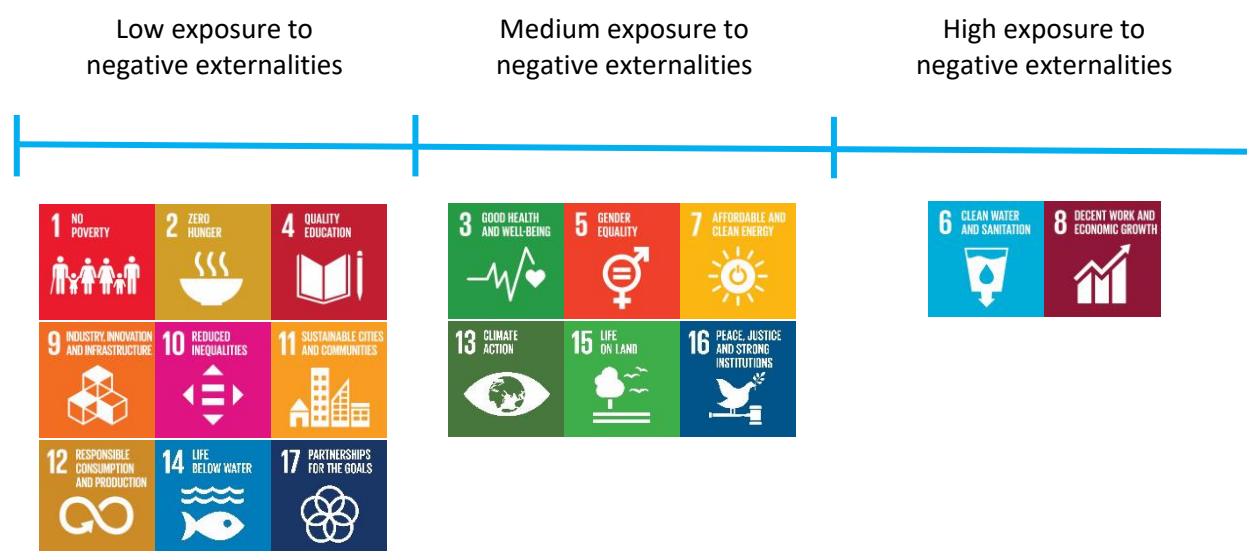 Low exposure to
negative externalities
Medium exposure to
negative externalities
High exposure to
negative externalities
1 NO
POVERTY
2 ZERO
HUNGER
4 QUALITY
EDUCATION
9 INDUSTRY, INNOVATION
AND INFRASTRUCTURE
10 REDUCED
INEQUALITIES
11 SUSTAINABLE CITIES
AND COMMUNITIES
12 RESPONSIBLE
CONSUMPTION
AND PRODUCTION
14 LIFE
BELOW WATER
17 PARTNERSHIPS
FOR THE GOALS
3 GOOD HEALTH
AND WELL-BEING
5 GENDER
EQUALITY
7 AFFORDABLE AND
CLEAN ENERGY
13 CLIMATE
ACTION
15 LIFE
ON LAND
16 PEACE, JUSTICE
AND STRONG
INSTITUTIONS
6 CLEAN WATER
AND SANITATION
8 DECENT WORK AND
ECONOMIC GROWTH